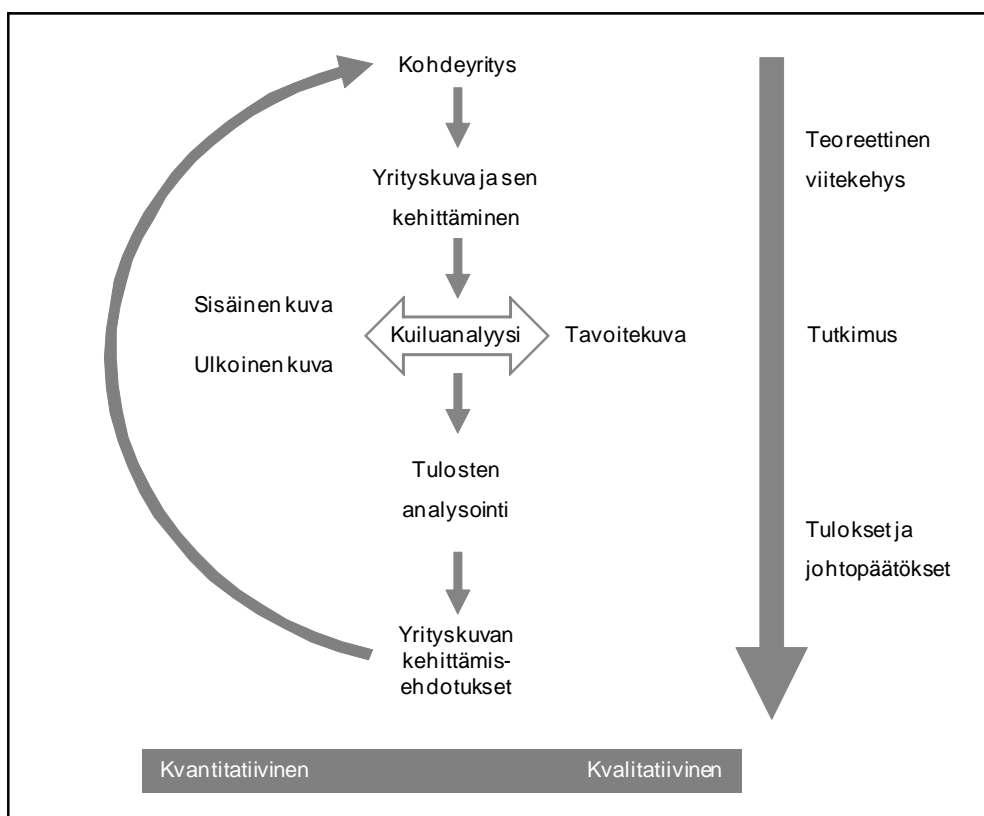 Kohdeyritys
Yrityskuva ja sen
kehittäminen
Sisäinen kuva
Ulkoinen kuva
Kuiluanalyysi
Tavoitekuva
Tulosten
analysointi
Yrityskuvan
kehittämis-
ehdotukset
Teoreettinen
viitekehys
Tutkimus
Tulokset ja
johtopäätökset
Kvantitatiivinen
Kvalitatiivinen